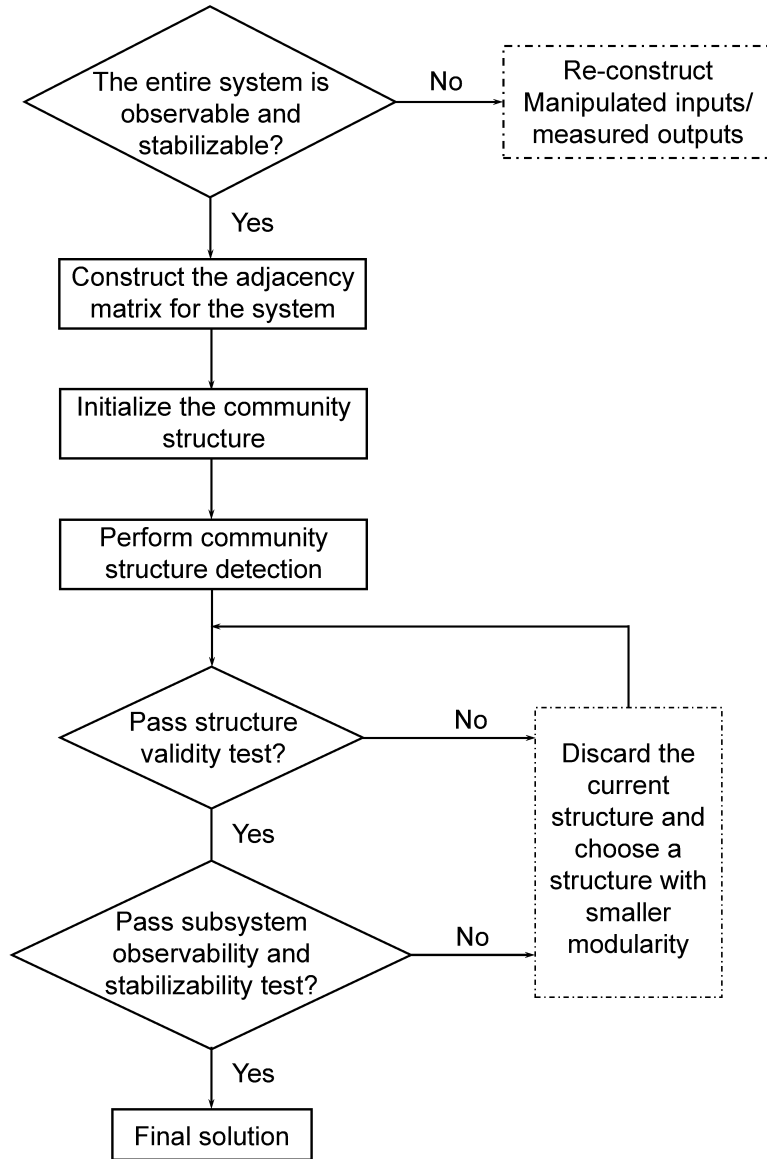 The entire system is
observable and
stabilizable?
No
Re-construct
Manipulated inputs/
measured outputs
Yes
Construct the adjacency
matrix for the system
Initialize the community
structure
Perform community
structure detection
Pass structure
validity test?
No
Discard the
current
structure and
choose a
structure with
smaller
modularity
Yes
Pass subsystem
observability and
stabilizability test?
No
Yes
Final solution